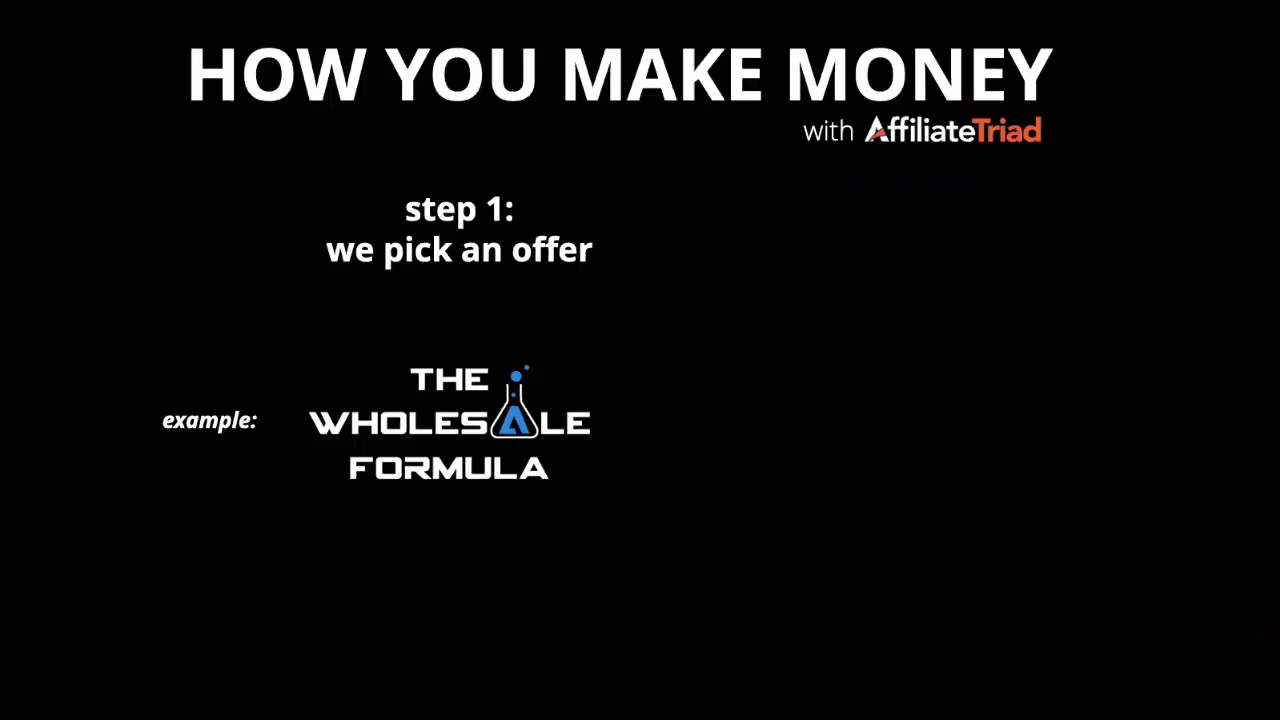 HOW YOU MAKE MONEY
with AffiliateTriad
step 1:
we pick an offer
example:
THE
WHOLESALE
FORMULA